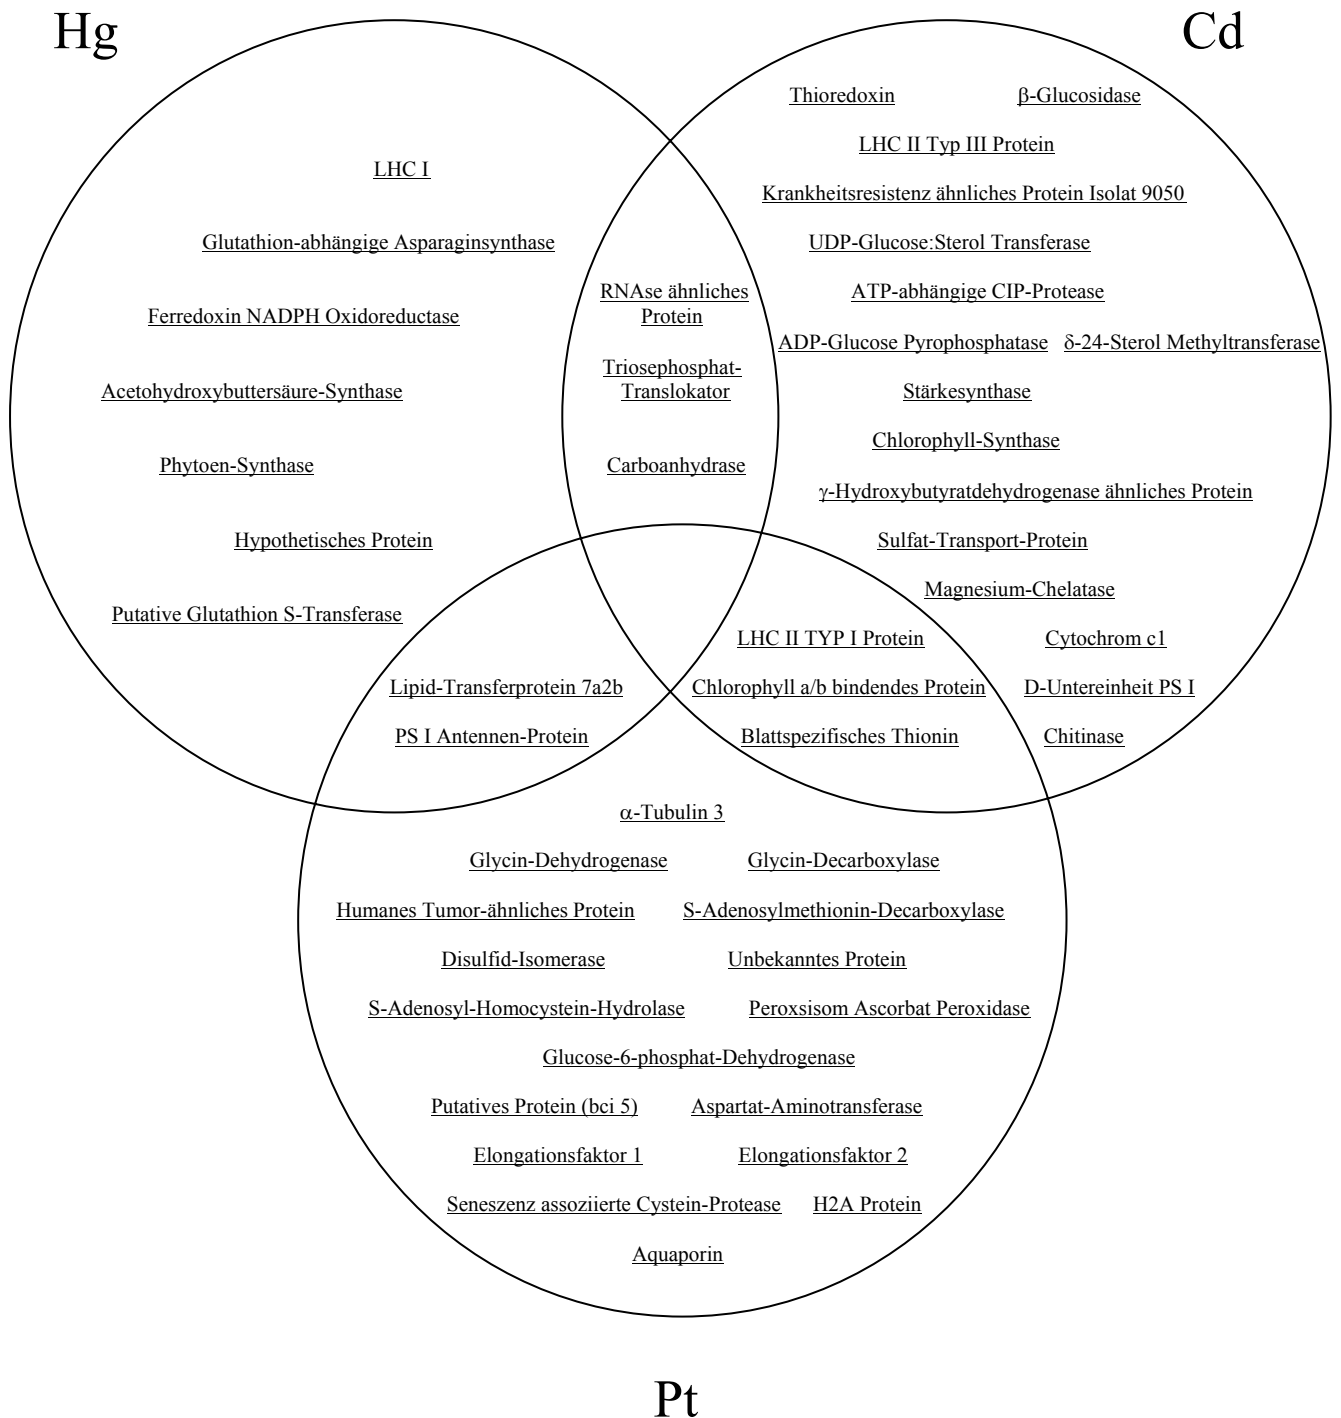 Hg
Cd
Thioredoxin
β-Glucosidase
LHC II Typ III Protein
LHC I
Krankheitsresistenz ähnliches Protein Isolat 9050
Glutathion-abhängige Asparaginsynthase
UDP-Glucose:Sterol Transferase
RNAse ähnliches
Protein
ATP-abhängige CIP-Protease
Ferredoxin NADPH Oxidoreductase
ADP-Glucose Pyrophosphatase
δ-24-Sterol Methyltransferase
Triosephosphat-
Translokator
Acetohydroxybuttersäure-Synthase
Stärkesynthase
Chlorophyll-Synthase
Phytoen-Synthase
Carboanhydrase
γ-Hydroxybutyratdehydrogenase ähnliches Protein
Hypothetisches Protein
Sulfat-Transport-Protein
Magnesium-Chelatase
Putative Glutathion S-Transferase
LHC II TYP I Protein
Cytochrom c1
Lipid-Transferprotein 7a2b
Chlorophyll a/b bindendes Protein
D-Untereinheit PS I
PS I Antennen-Protein
Blattspezifisches Thionin
Chitinase
α-Tubulin 3
Glycin-Dehydrogenase
Glycin-Decarboxylase
Humanes Tumor-ähnliches Protein
S-Adenosylmethionin-Decarboxylase
Disulfid-Isomerase
Unbekanntes Protein
S-Adenosyl-Homocystein-Hydrolase
Peroxsisom Ascorbat Peroxidase
Glucose-6-phosphat-Dehydrogenase
Putatives Protein (bci 5)
Aspartat-Aminotransferase
Elongationsfaktor 1
Elongationsfaktor 2
Seneszenz assoziierte Cystein-Protease
H2A Protein
Aquaporin
Pt